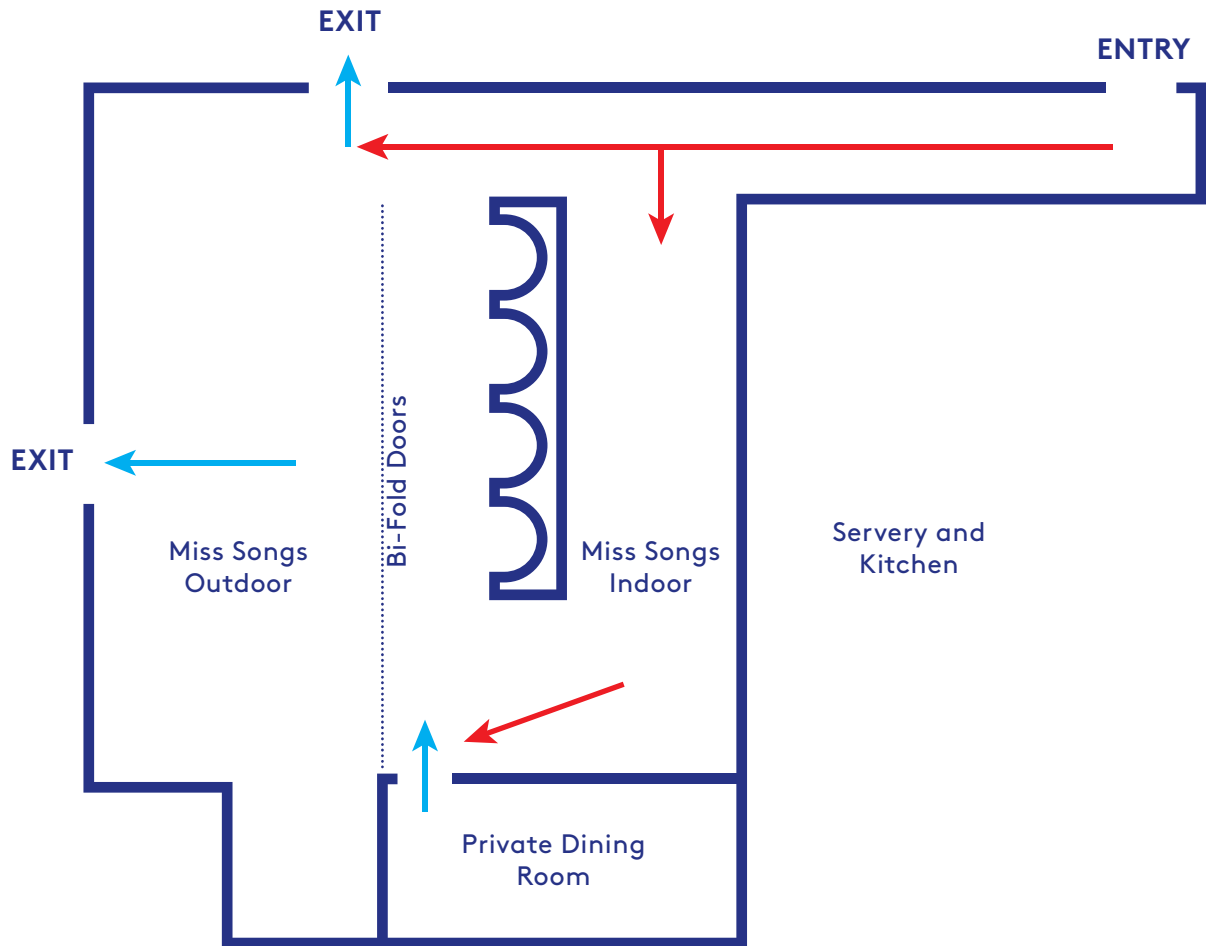 EXIT
ENTRY
EXIT
Bi-Fold Doors
Miss Songs
Outdoor
Miss Songs
Indoor
Servery and
Kitchen
Private Dining
Room